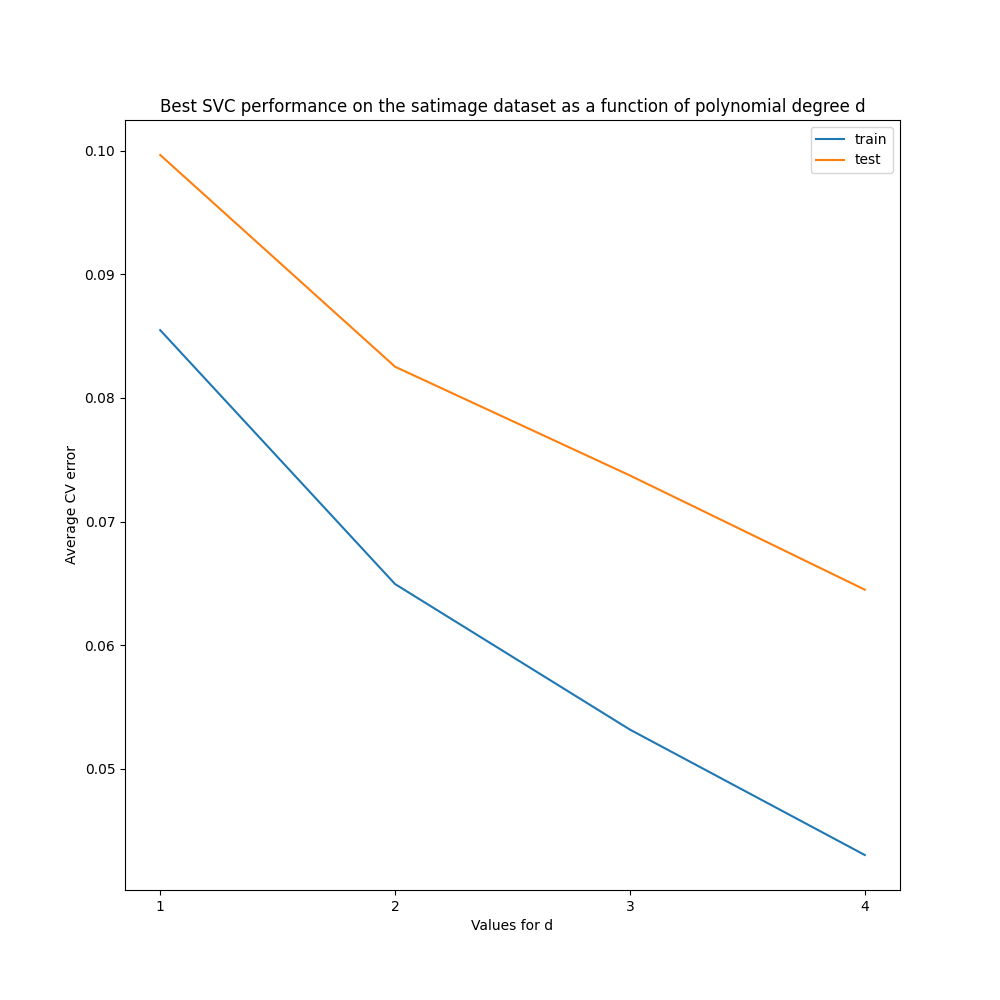 Best SVC performance on the satimage dataset as a function of polynomial degree d
train
test
0.10
0.09
0.08
0.07
0.06
0.05
Average CV error
1 2 3 4
Values for d